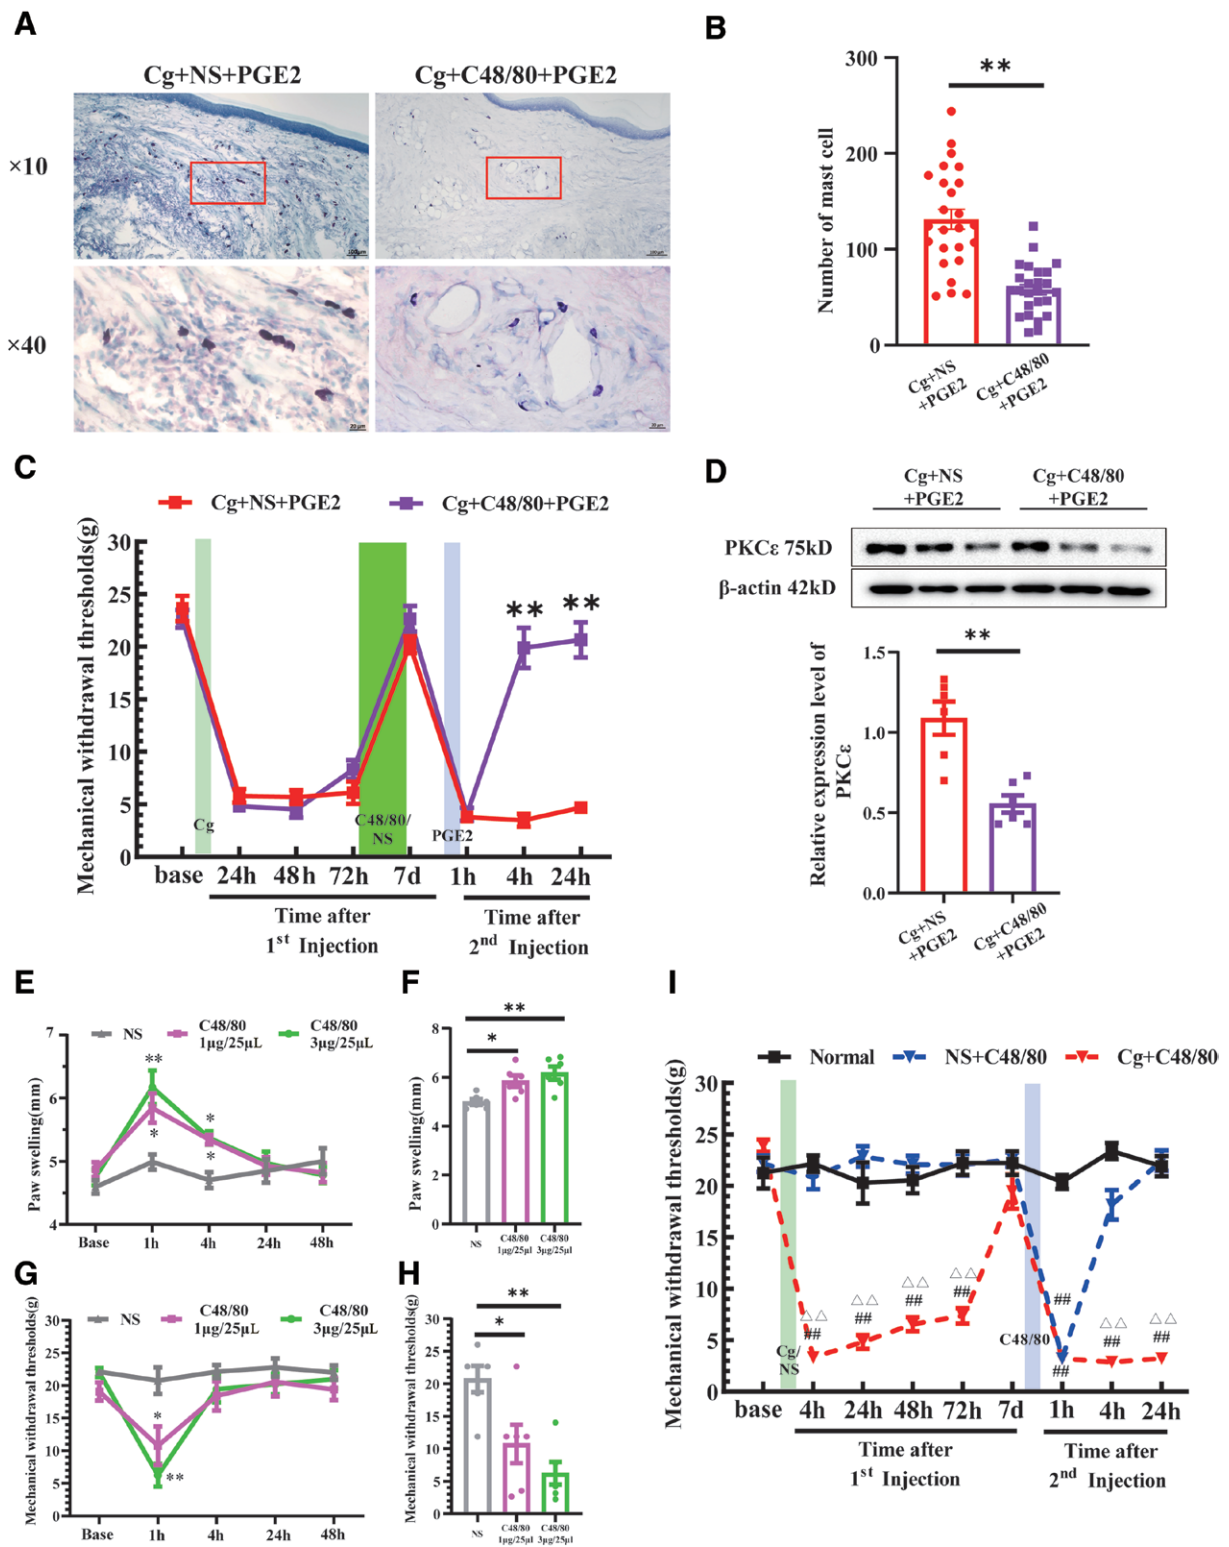 A
Cg+NS+PGE2
Cg+C48/80+PGE2
×10
×40
100μm
20 μm
B
**
300
200
100
0
Number of mast cell
Cg+NS
+PGE2
Cg+C48/80
+PGE2
C
Cg+NS+PGE2
Cg+C48/80+PGE2
Mechanical withdrawal thresholds(g)
30
25
20
15
10
5
0
**
**
Cg
C48/80/
NS
PGE2
base
24h
48h
72h
7d
1h
4h
24h
Time after
1st Injection
Time after
2nd Injection
D
Cg+NS
+PGE2
Cg+C48/80
+PGE2
PKCε 75kD
β-actin 42kD
**
1.5
1.0
0.5
0.0
Relative expression level of
PKCε
Cg+NS
+PGE2
Cg+C48/80
+PGE2
E
NS
C48/80
1μg/25μL
C48/80
3μg/25μL
Paw swelling(mm)
7
6
5
4
**
*
*
*
Base
1h
4h
24h
48h
F
**
*
Paw swelling(mm)
8
6
4
2
0
NS
C48/80
1μg/25μl
C48/80
3μg/25μl
G
NS
C48/80
1μg/25μL
C48/80
3μg/25μL
Mechanical withdrawal thresholds(g)
30
25
20
15
10
5
0
*
**
Base
1h
4h
24h
48h
H
**
*
Mechanical withdrawal thresholds(g)
30
25
20
15
10
5
0
NS
C48/80
1μg/25μl
C48/80
3μg/25μl
I
Normal
NS+C48/80
Cg+C48/80
Mechanical withdrawal thresholds(g)
30
25
20
15
10
5
0
△△
##
△△
##
△△
##
△△
##
##
##
△△
##
△△
##
Cg/
NS
C48/80
base
4h
24h
48h
72h
7d
1h
4h
24h
Time after
1st Injection
Time after
2nd Injection